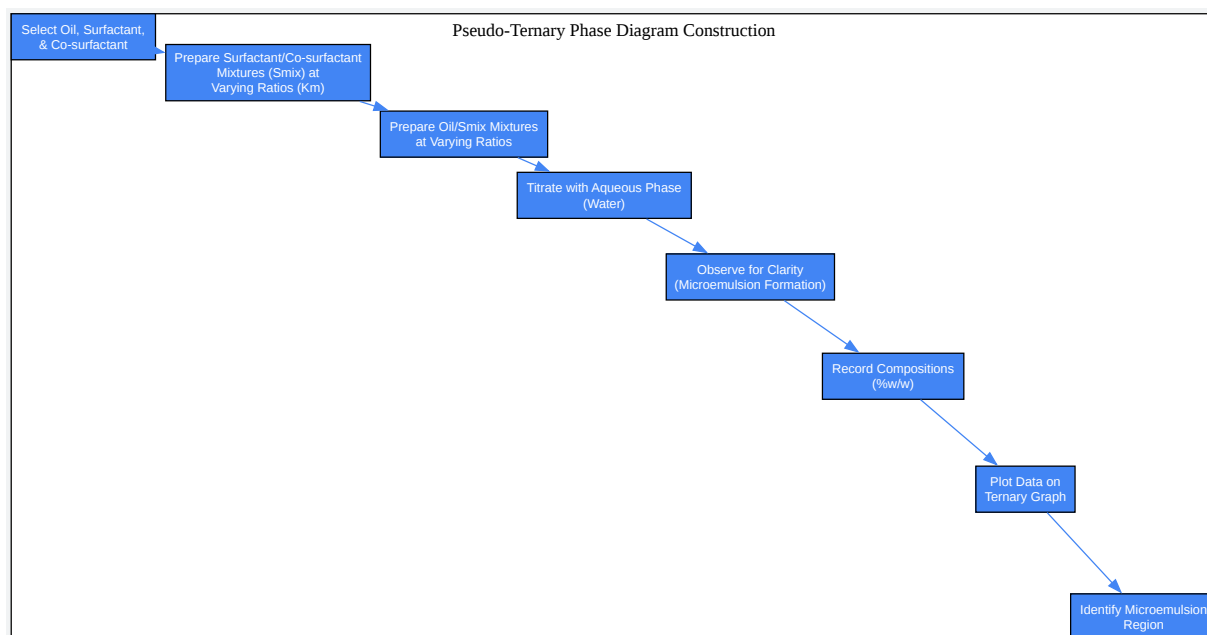 Pseudo-Ternary Phase Diagram Construction
Select Oil, Surfactant,
& Co-surfactant
Prepare Surfactant/Co-surfactant
Mixtures (Smix) at
Varying Ratios (Km)
Prepare Oil/Smix Mixtures
at Varying Ratios
Titrate with Aqueous Phase
(Water)
Observe for Clarity
(Microemulsion Formation)
Record Compositions
(%w/w)
Plot Data on
Ternary Graph
Identify Microemulsion
Region